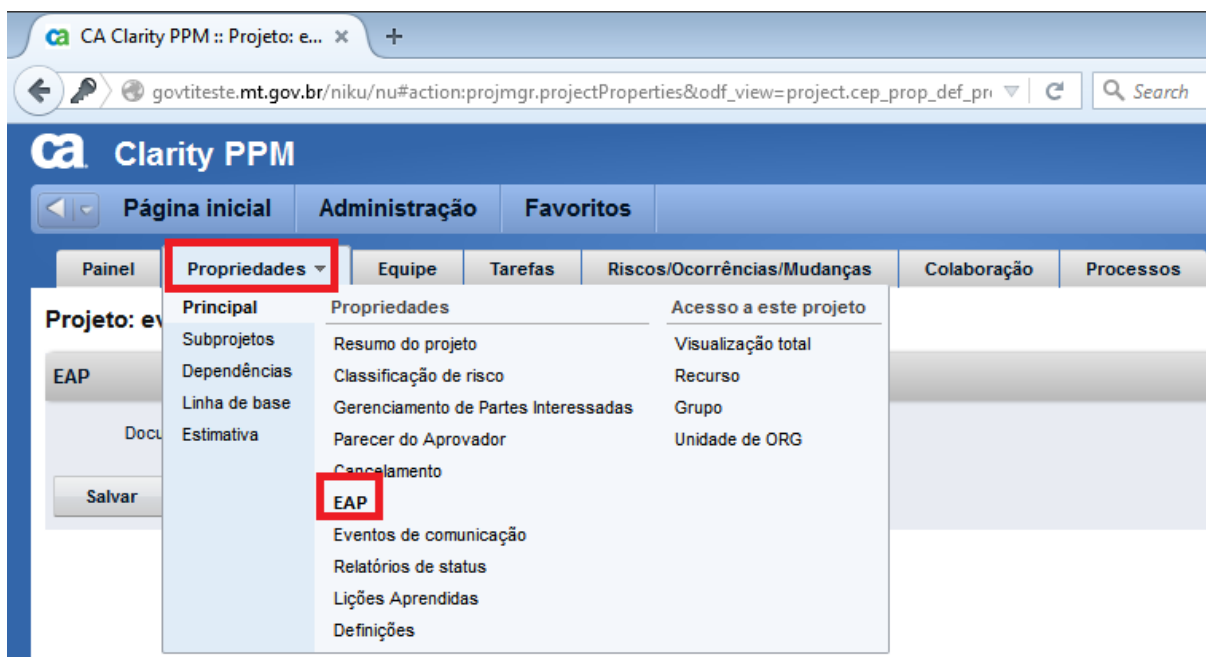 ca CA Clarity PPM :: Projeto: e... × +
govtiteste.mt.gov.br/niku/nu#action:projmgr.projectProperties&odf_view=project.cep_prop_def_pr Search
ca Clarity PPM
Página inicial Administração Favoritos
Painel Propriedades Equipe Tarefas Riscos/Ocorrências/Mudanças Colaboração Processos
Projeto: ev
EAP
Docu
Salvar
Principal
Subprojetos
Dependências
Linha de base
Estimativa
Propriedades
Resumo do projeto
Classificação de risco
Gerenciamento de Partes Interessadas
Parecer do Aprovador
Cancelamento
EAP
Eventos de comunicação
Relatórios de status
Lições Aprendidas
Definições
Acesso a este projeto
Visualização total
Recurso
Grupo
Unidade de ORG